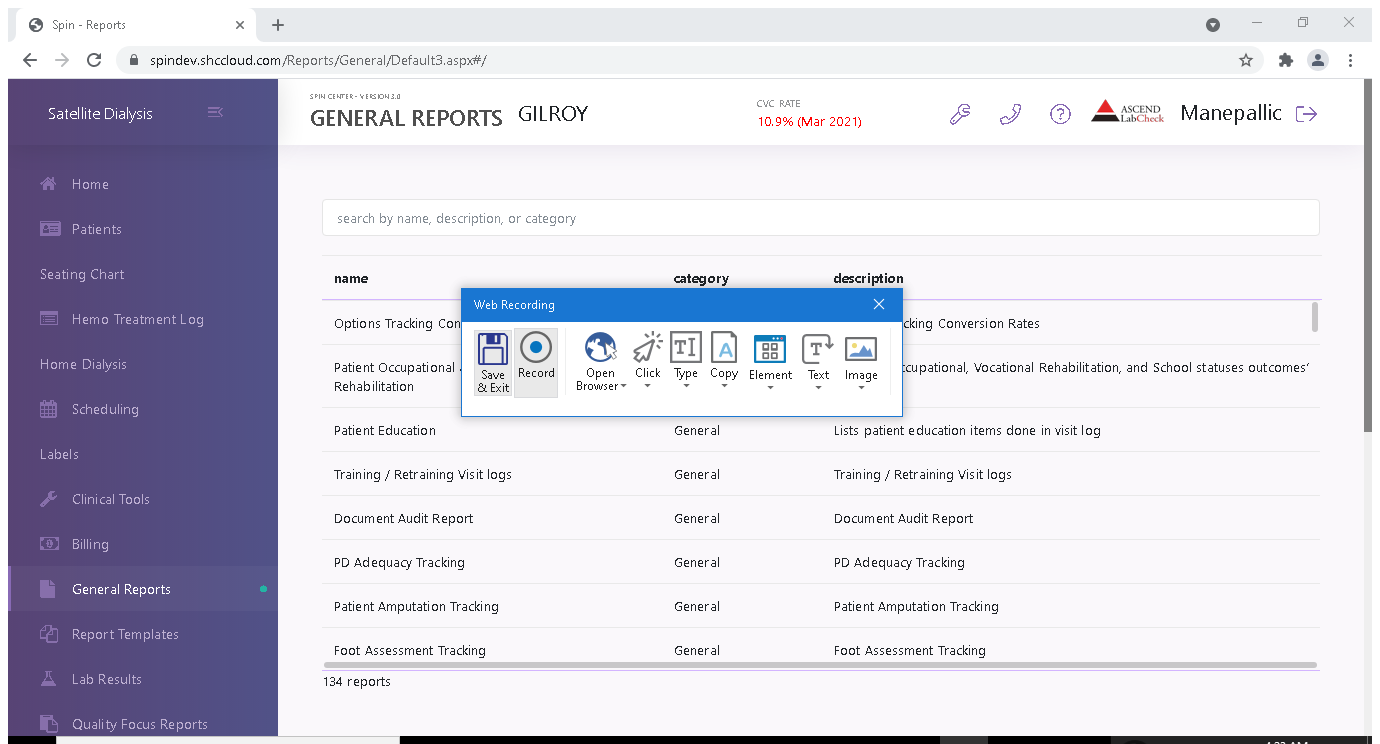 Spin - Reports
spindev.shccloud.com/Reports/General/Default3.aspx#/
Satellite Dialysis
SPIN CENTER - VERSION 3.0
GENERAL REPORTS GILROY
CVC RATE
10.9% (Mar 2021)
ASCEND
LabCheck
Manepallic
Home
Patients
Seating Chart
Hemo Treatment Log
Home Dialysis
Scheduling
Labels
Clinical Tools
Billing
General Reports
Report Templates
Lab Results
Quality Focus Reports
search by name, description, or category
name category description
Web Recording
Save
& Exit
Record
Open
Browser
Click
Type
Copy
Element
Text
Image
Options Tracking Con
cking Conversion Rates
Patient Occupational
Rehabilitation
cupational, Vocational Rehabilitation, and School statuses outcomes'
Patient Education General Lists patient education items done in visit log
Training / Retraining Visit logs General Training / Retraining Visit logs
Document Audit Report General Document Audit Report
PD Adequacy Tracking General PD Adequacy Tracking
Patient Amputation Tracking General Patient Amputation Tracking
Foot Assessment Tracking General Foot Assessment Tracking
134 reports